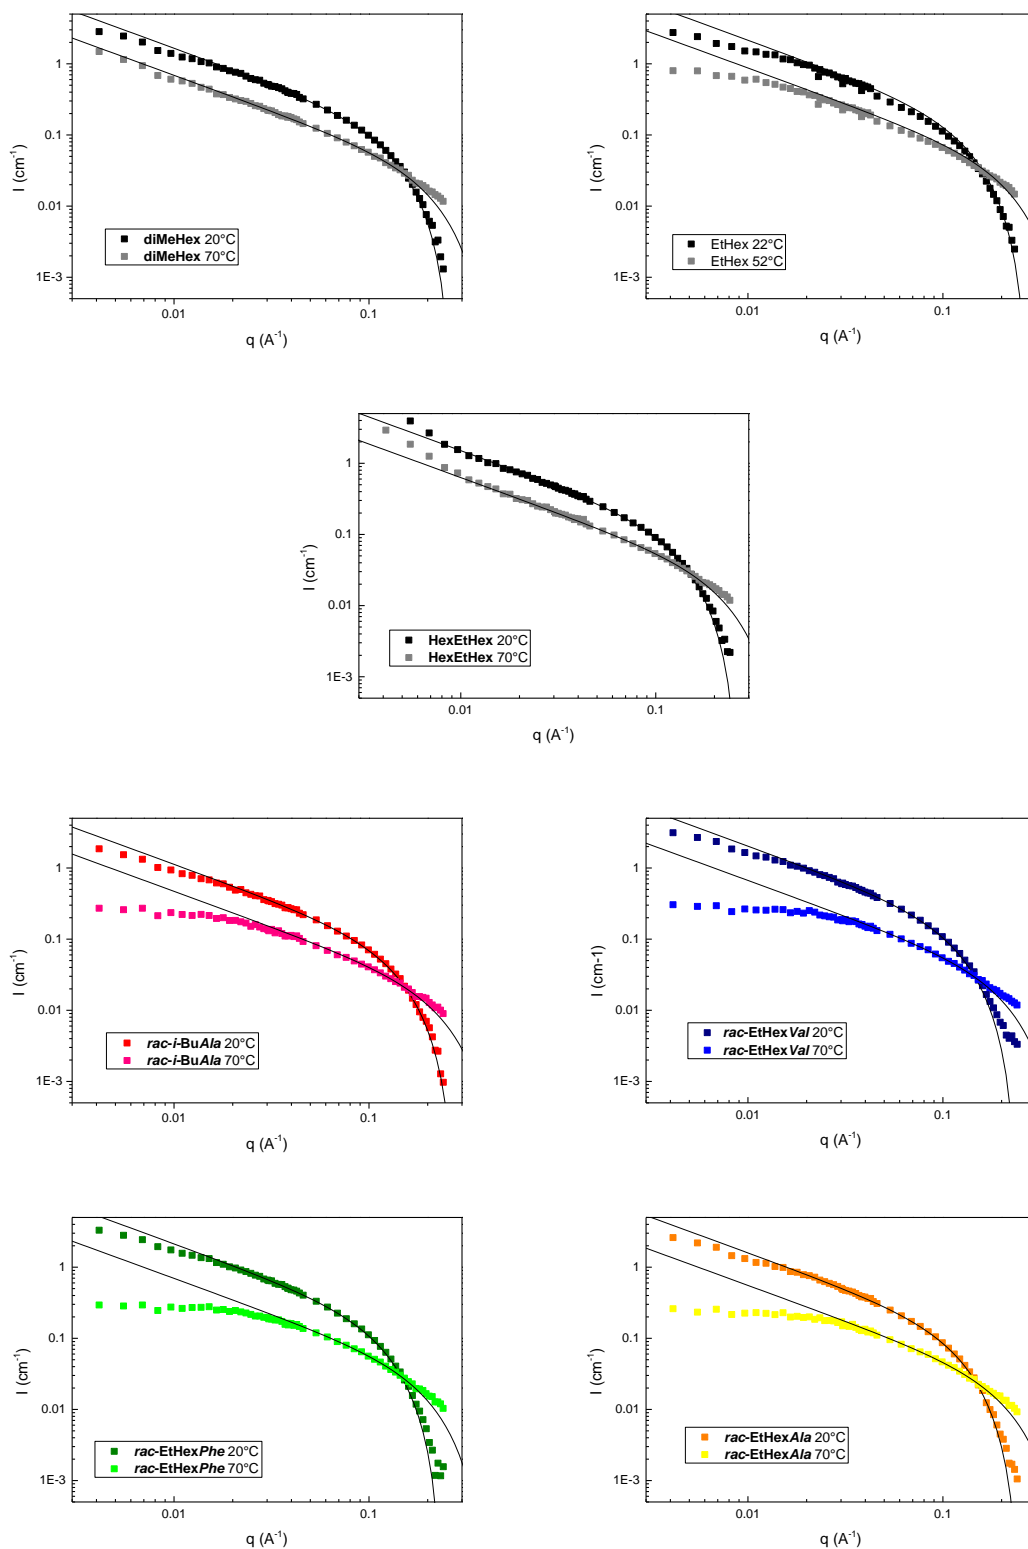 1
0.1
0.01
1E-3
I (cm⁻¹)
diMeHex 20°C
diMeHex 70°C
0.01 0.1
q (A⁻¹)
1
0.1
0.01
1E-3
I (cm⁻¹)
EtHex 22°C
EtHex 52°C
0.01 0.1
q (A⁻¹)
1
0.1
0.01
1E-3
I (cm⁻¹)
HexEtHex 20°C
HexEtHex 70°C
0.01 0.1
q (A⁻¹)
1
0.1
0.01
1E-3
I (cm⁻¹)
rac-i-BuAla 20°C
rac-i-BuAla 70°C
0.01 0.1
q (A⁻¹)
1
0.1
0.01
1E-3
I (cm-1)
rac-EtHexVal 20°C
rac-EtHexVal 70°C
0.01 0.1
q (A⁻¹)
1
0.1
0.01
1E-3
I (cm⁻¹)
rac-EtHexPhe 20°C
rac-EtHexPhe 70°C
0.01 0.1
q (A⁻¹)
1
0.1
0.01
1E-3
I (cm⁻¹)
rac-EtHexAla 20°C
rac-EtHexAla 70°C
0.01 0.1
q (A⁻¹)